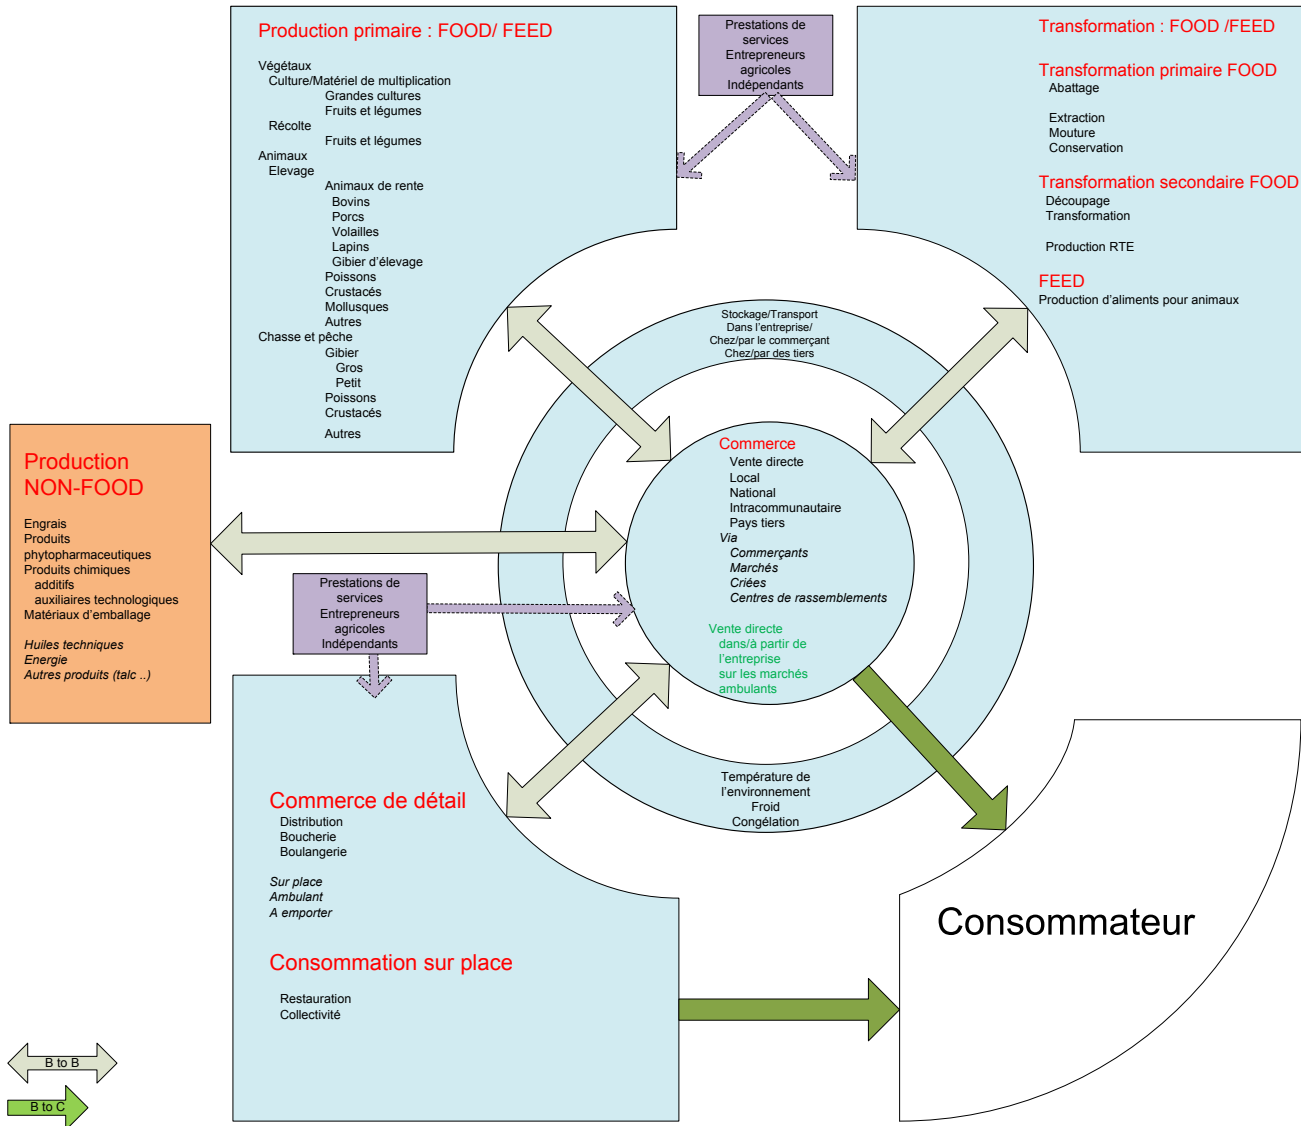 Production primaire : FOOD/ FEED
Végétaux
Culture/Matériel de multiplication
Grandes cultures
Fruits et légumes
Récolte
Fruits et légumes
Animaux
Elevage
Animaux de rente
Bovins
Porcs
Volailles
Lapins
Gibier d’élevage
Poissons
Crustacés
Mollusques
Autres
Chasse et pêche
Gibier
Gros
Petit
Poissons
Crustacés
Autres
Prestations de
services
Entrepreneurs
agricoles
Indépendants
Transformation : FOOD /FEED
Transformation primaire FOOD
Abattage
Extraction
Mouture
Conservation
Transformation secondaire FOOD
Découpage
Transformation
Production RTE
FEED
Production d’aliments pour animaux
Stockage/Transport
Dans l’entreprise/
Chez/par le commerçant
Chez/par des tiers
Commerce
Vente directe
Local
National
Intracommunautaire
Pays tiers
Via
Commerçants
Marchés
Criées
Centres de rassemblements
Vente directe
dans/à partir de
l’entreprise
sur les marchés
ambulants
Température de
l’environnement
Froid
Congélation
Production
NON-FOOD
Engrais
Produits
phytopharmaceutiques
Produits chimiques
additifs
auxiliaires technologiques
Matériaux d’emballage
Huiles techniques
Energie
Autres produits (talc ..)
Prestations de
services
Entrepreneurs
agricoles
Indépendants
Commerce de détail
Distribution
Boucherie
Boulangerie
Sur place
Ambulant
A emporter
Consommation sur place
Restauration
Collectivité
Consommateur
B to B
B to C